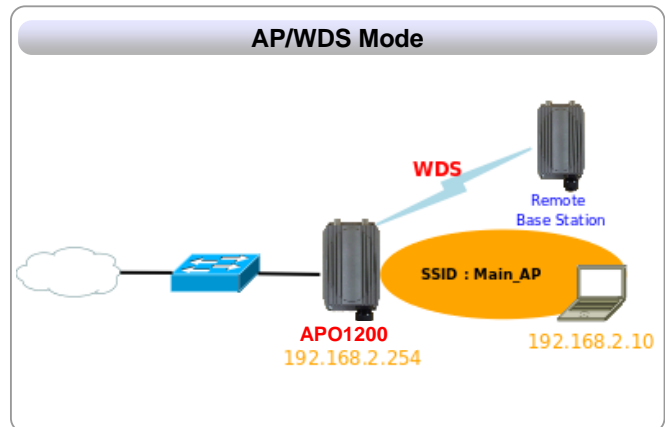 AP/WDS Mode
WDS
Remote
Base Station
SSID : Main_AP
APO1200
192.168.2.254
192.168.2.10